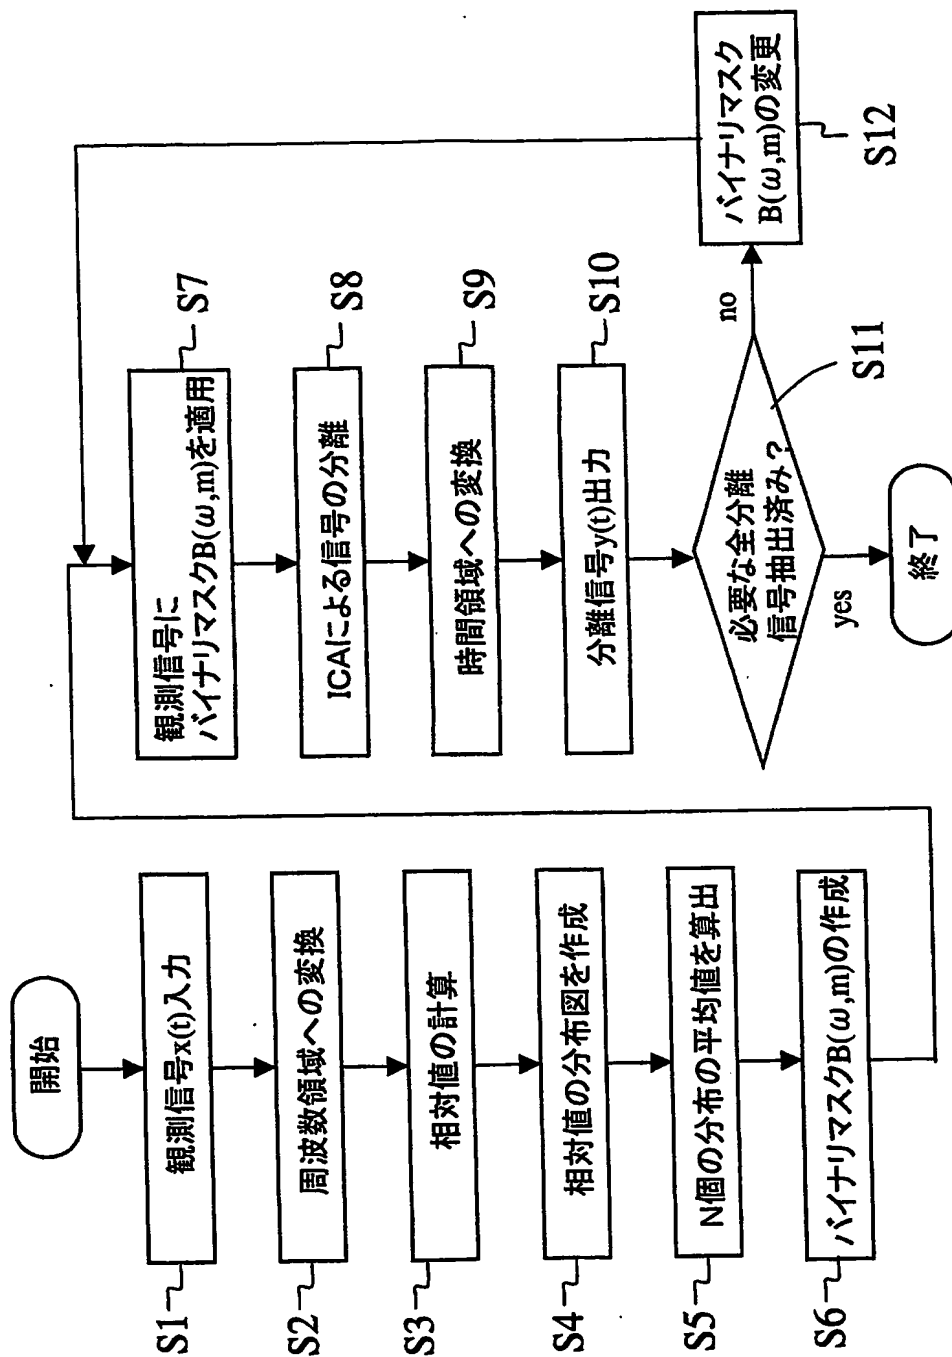 開始
S1
観測信号x(t)入力
S2
周波数領域への変換
S3
相対値の計算
S4
相対値の分布図を作成
S5
N個の分布の平均値を算出
S6
バイナリマスクB(ω,m)の作成
観測信号に
バイナリマスクB(ω,m)を適用
S7
ICAによる信号の分離
S8
時間領域への変換
S9
分離信号y(t)出力
S10
必要な全分離
信号抽出済み？
S11
no
バイナリマスク
B(ω,m)の変更
S12
yes
終了